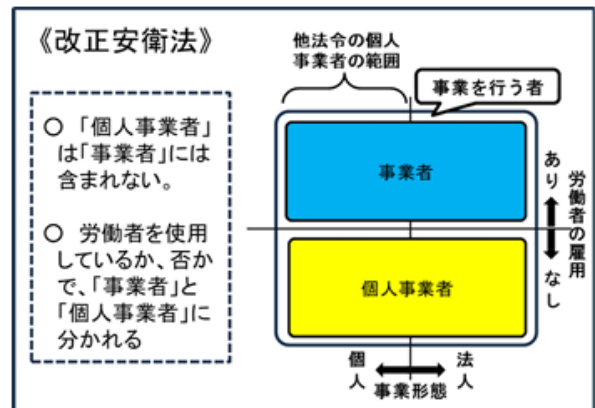 《改正安衛法》
○ 「個人事業者」
は「事業者」には
含まれない。
○ 労働者を使用
しているか、否か
で、「事業者」と
「個人事業者」に
分かれる
他法令の個人
事業者の範囲
事業を行う者
事業者
個人事業者
あり
なし
労働者の雇用
個人
法人
事業形態